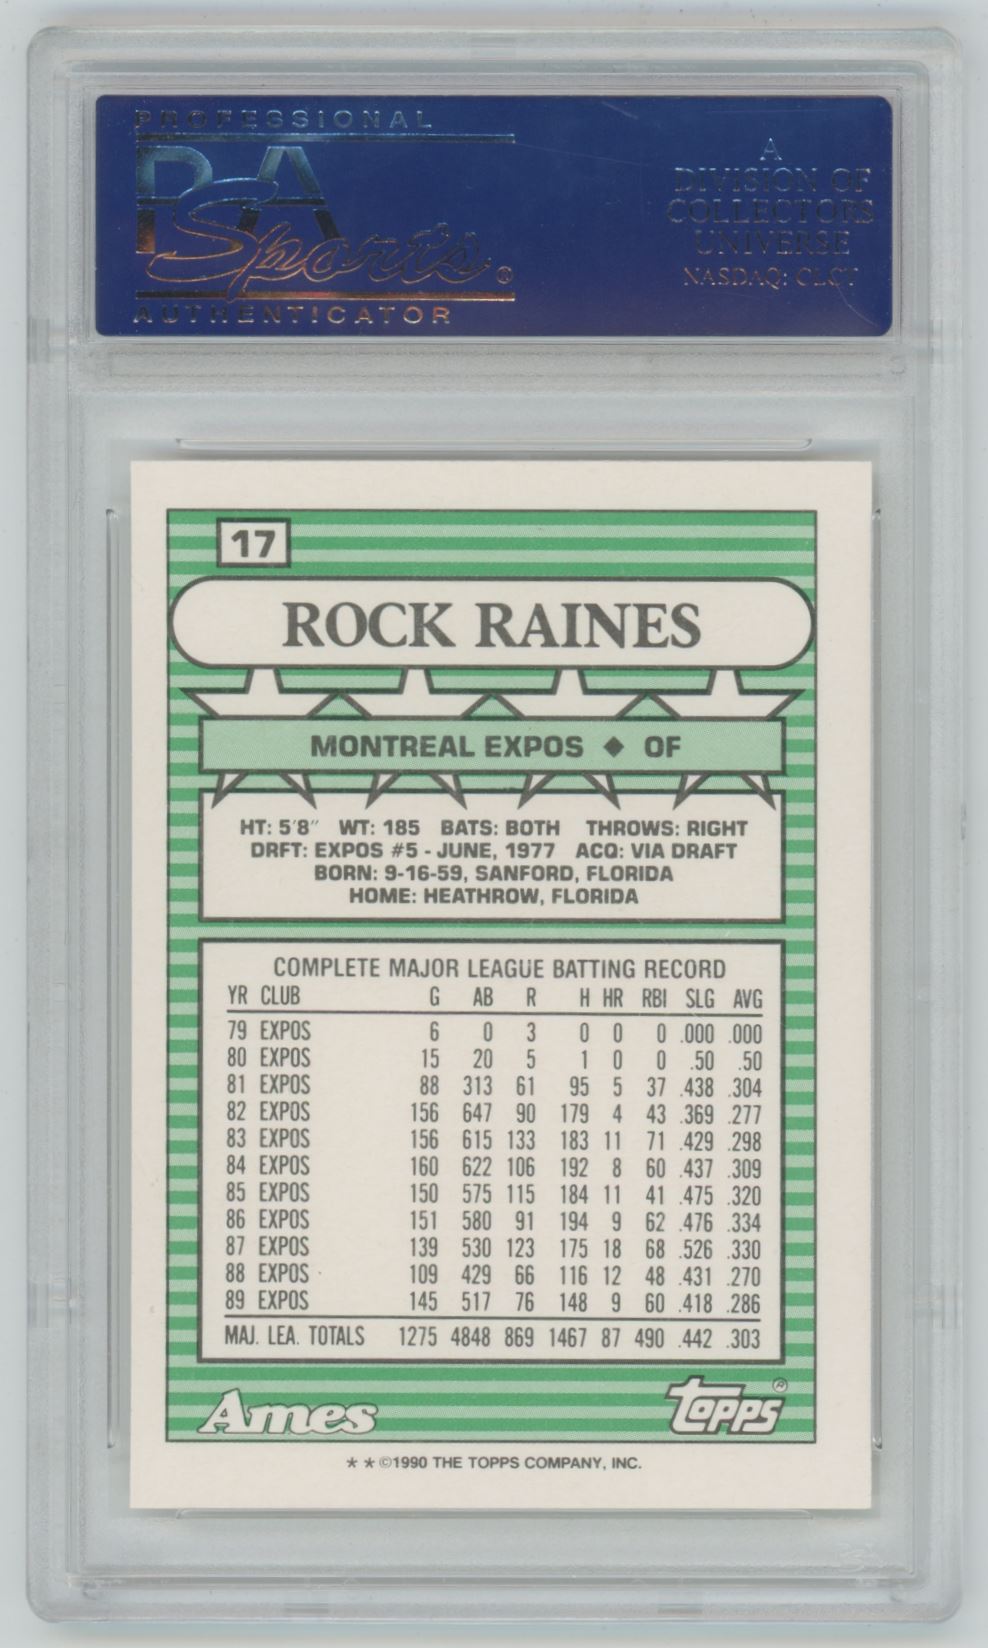 PROFESSIONAL
PSA
Sports®
AUTHENTICATOR
A
DIVISION OF
COLLECTORS
UNIVERSE
NASDAQ: CLCT
17
ROCK RAINES
MONTREAL EXPOS ◆ OF
HT: 5'8" WT: 185 BATS: BOTH THROWS: RIGHT
DRFT: EXPOS #5 - JUNE, 1977 ACQ: VIA DRAFT
BORN: 9-16-59, SANFORD, FLORIDA
HOME: HEATHROW, FLORIDA
COMPLETE MAJOR LEAGUE BATTING RECORD
YR CLUB G AB R H HR RBI SLG AVG
79 EXPOS 6 0 3 0 0 0 .000 .000
80 EXPOS 15 20 5 1 0 0 .50 .50
81 EXPOS 88 313 61 95 5 37 .438 .304
82 EXPOS 156 647 90 179 4 43 .369 .277
83 EXPOS 156 615 133 183 11 71 .429 .298
84 EXPOS 160 622 106 192 8 60 .437 .309
85 EXPOS 150 575 115 184 11 41 .475 .320
86 EXPOS 151 580 91 194 9 62 .476 .334
87 EXPOS 139 530 123 175 18 68 .526 .330
88 EXPOS 109 429 66 116 12 48 .431 .270
89 EXPOS 145 517 76 148 9 60 .418 .286
MAJ. LEA. TOTALS 1275 4848 869 1467 87 490 .442 .303
Ames
topps®
* * ©1990 THE TOPPS COMPANY, INC.